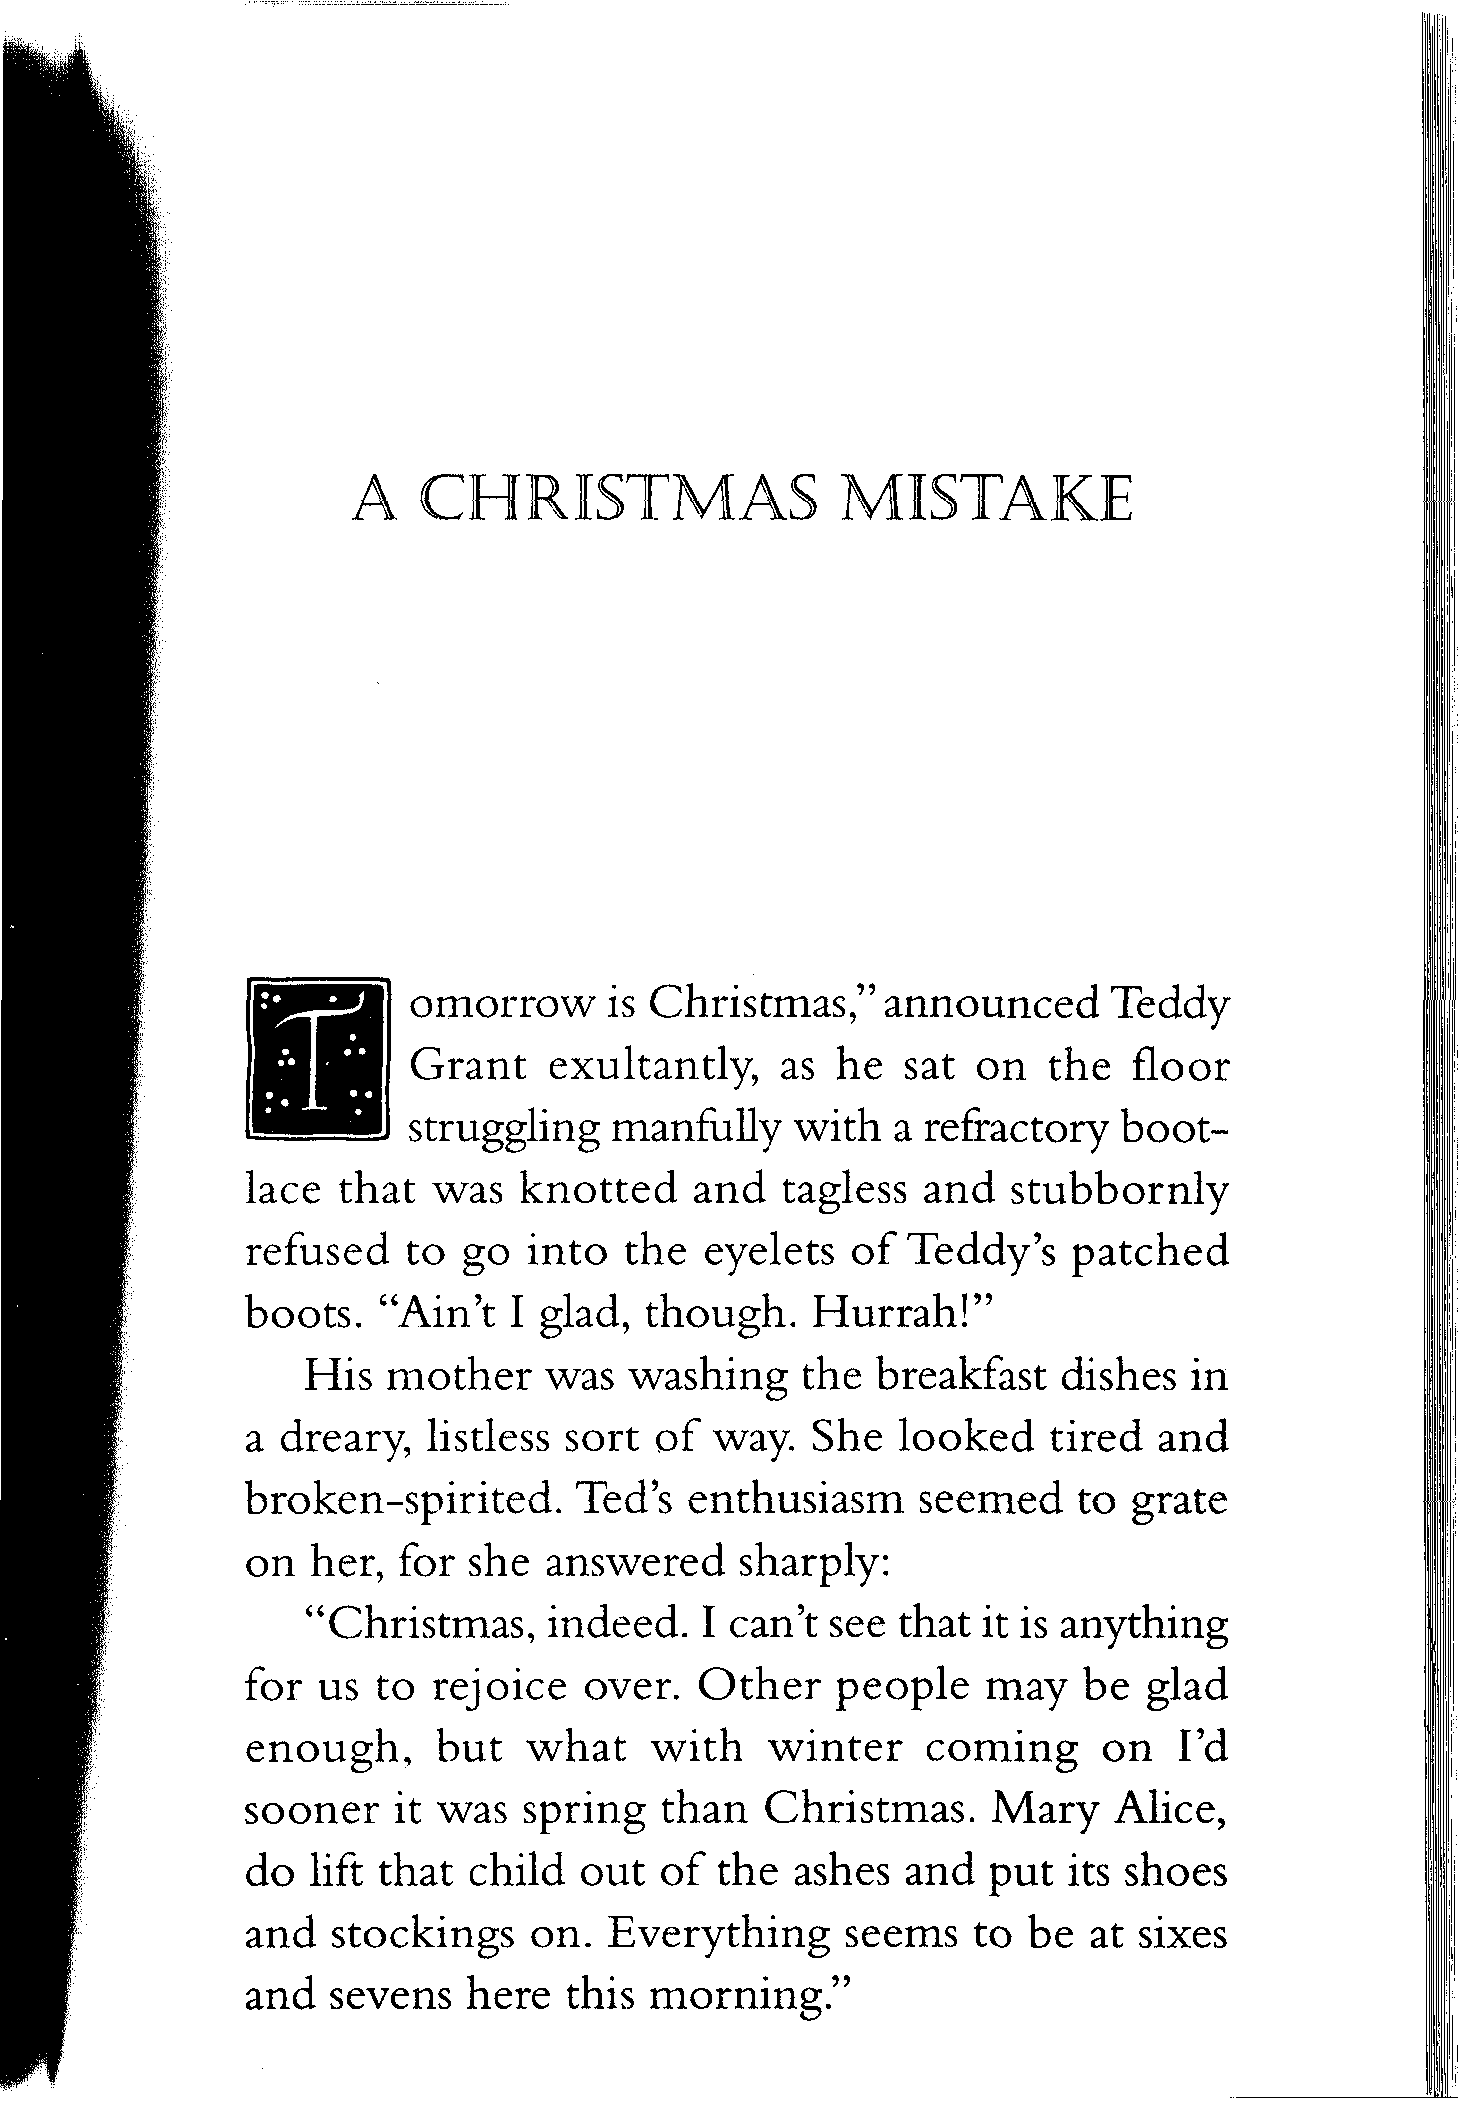 A CHRISTMAS MISTAKE
Tomorrow is Christmas,” announced Teddy
Grant exultantly, as he sat on the floor
struggling manfully with a refractory boot-
lace that was knotted and tagless and stubbornly
refused to go into the eyelets of Teddy’s patched
boots. “Ain’t I glad, though. Hurrah!”
His mother was washing the breakfast dishes in
a dreary, listless sort of way. She looked tired and
broken-spirited. Ted’s enthusiasm seemed to grate
on her, for she answered sharply:
“Christmas, indeed. I can’t see that it is anything
for us to rejoice over. Other people may be glad
enough, but what with winter coming on I’d
sooner it was spring than Christmas. Mary Alice,
do lift that child out of the ashes and put its shoes
and stockings on. Everything seems to be at sixes
and sevens here this morning.”